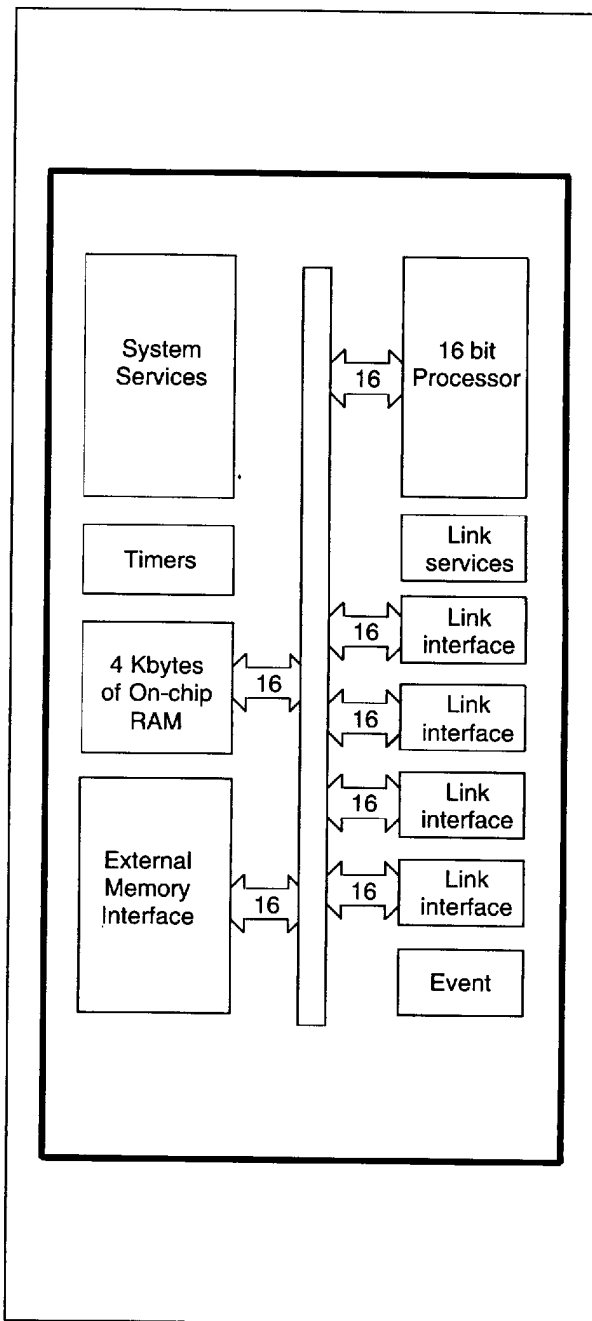 System
Services
16 bit
Processor
16
Timers
Link
services
4 Kbytes
of On-chip
RAM
16
16
Link
interface
16
Link
interface
16
Link
interface
External
Memory
Interface
16
16
Link
interface
Event